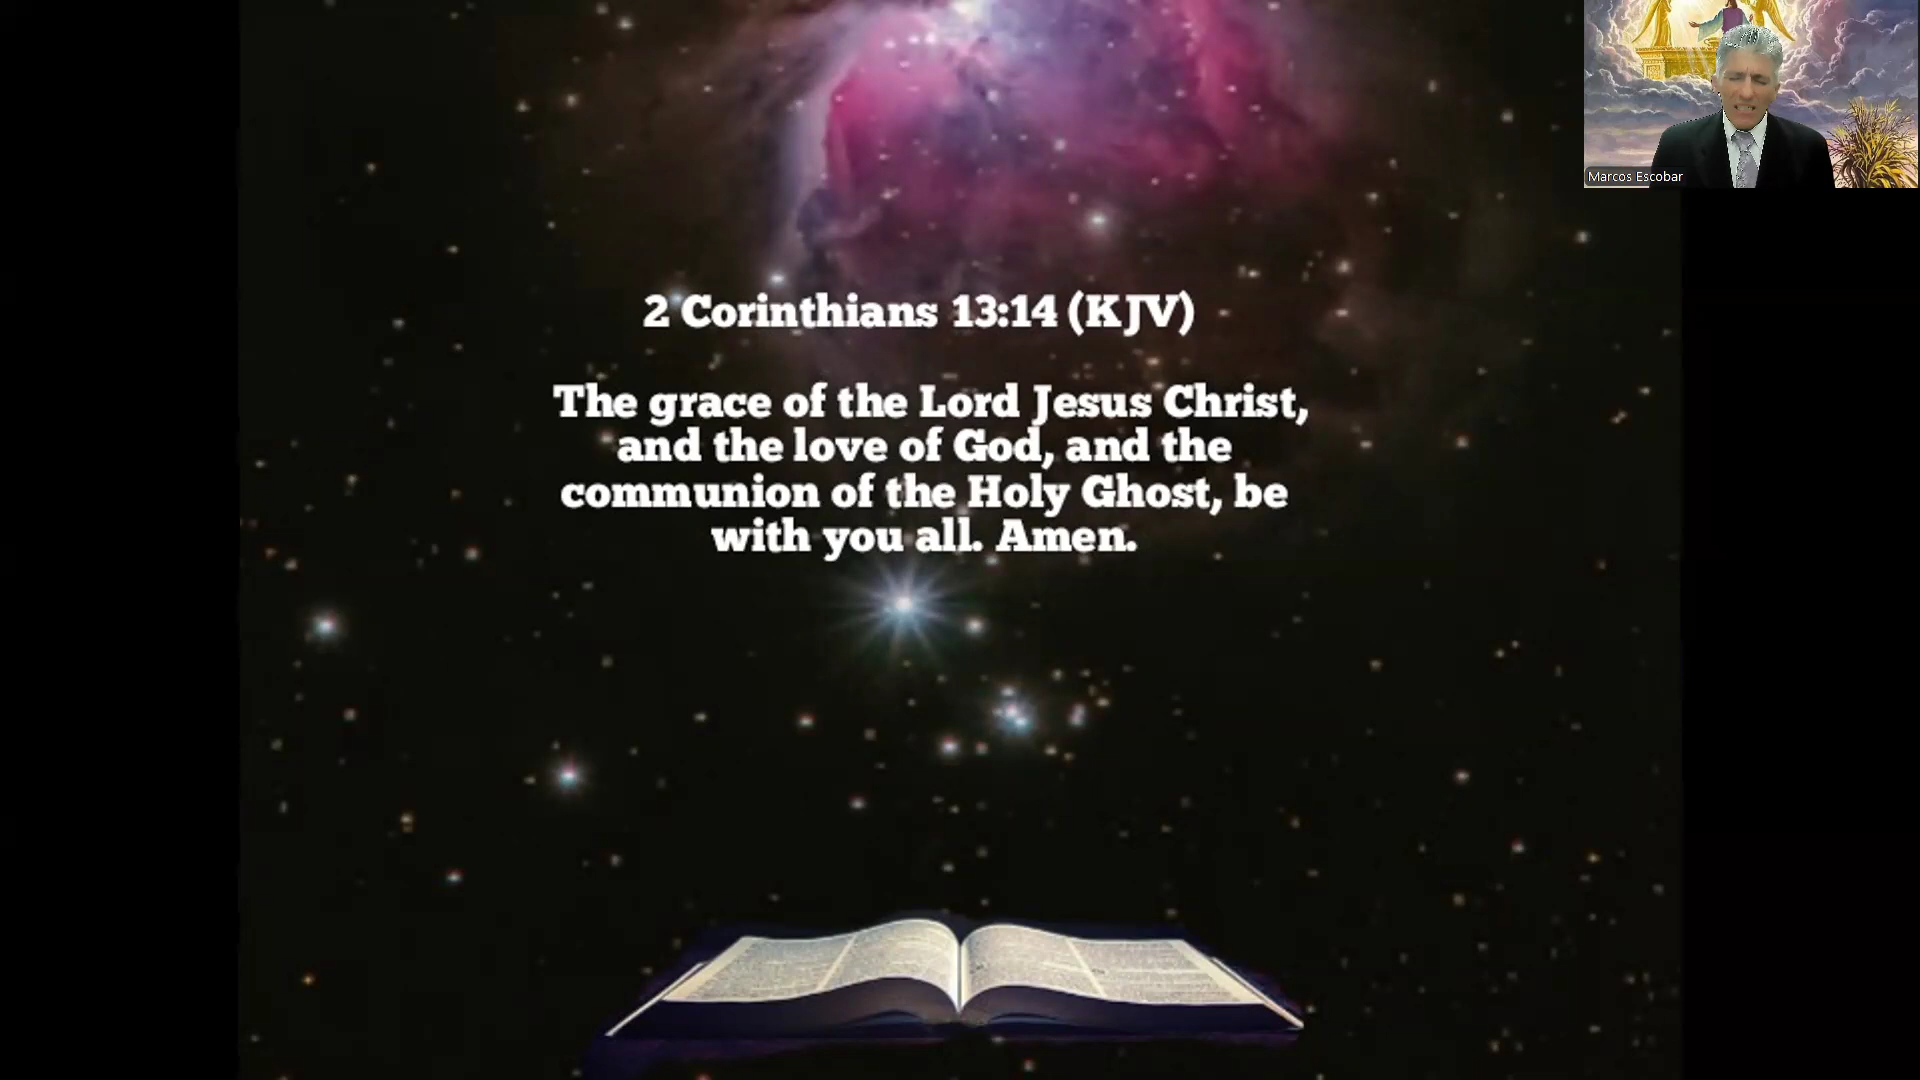 2 Corinthians 13:14 (KJV)
The grace of the Lord Jesus Christ,
and the love of God, and the
communion of the Holy Ghost, be
with you all. Amen.
Marcos Escobar